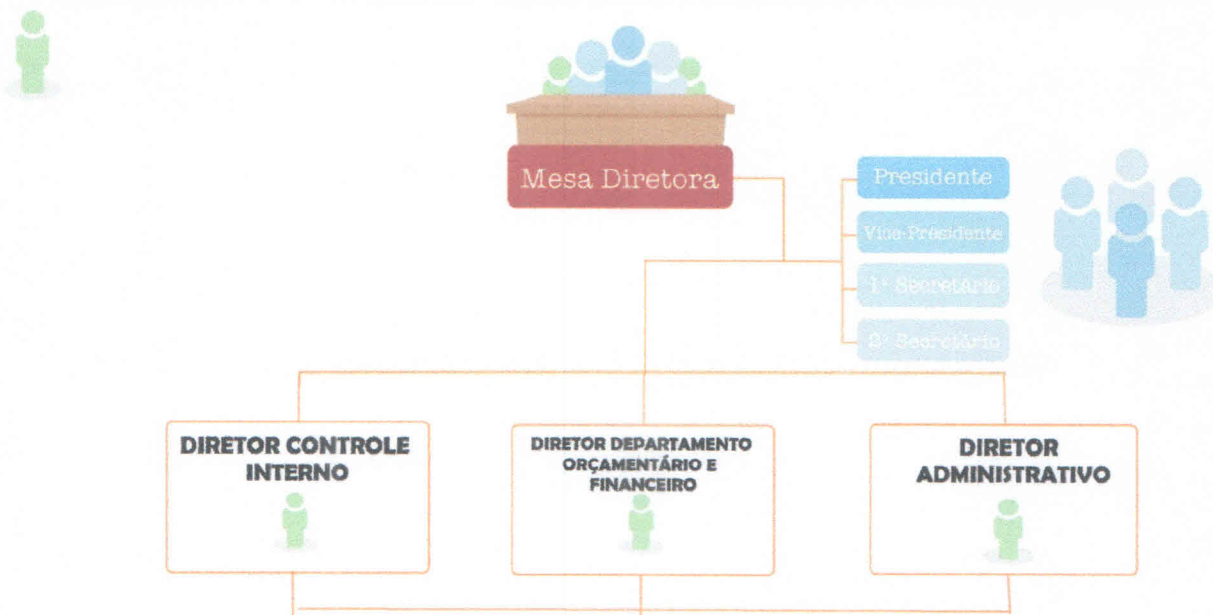 Mesa Diretora
Presidente
Vice-Presidente
1º Secretário
2º Secretário
DIRETOR CONTROLE
INTERNO
DIRETOR DEPARTAMENTO
ORÇAMENTÁRIO E
FINANCEIRO
DIRETOR
ADMINISTRATIVO